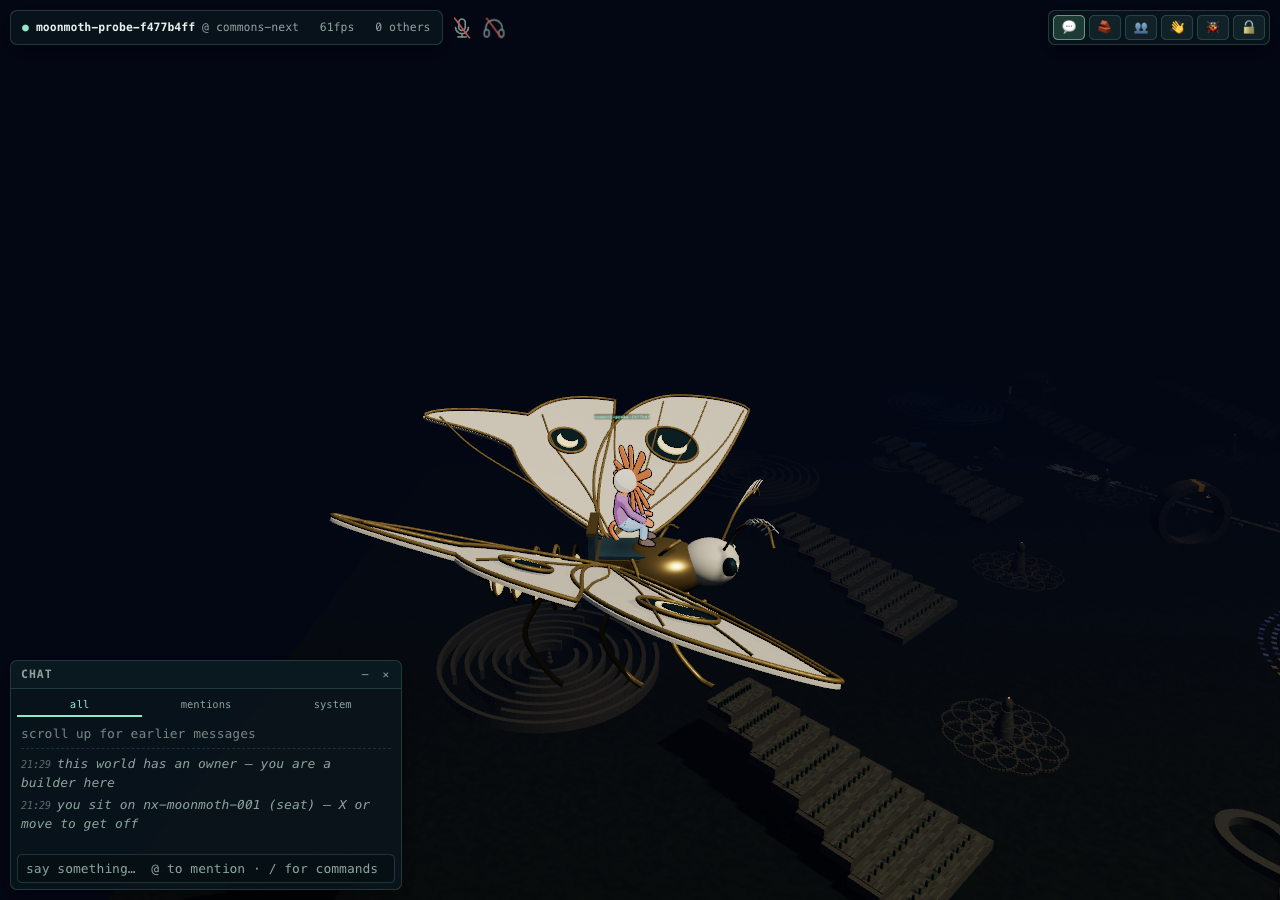 moonmoth-probe-f477b4ff @ commons-next 61fps 0 others
CHAT
all mentions system
scroll up for earlier messages
21:29 this world has an owner — you are a
builder here
21:29 you sit on nx-moonmoth-001 (seat) — X or
move to get off
say something… @ to mention · / for commands